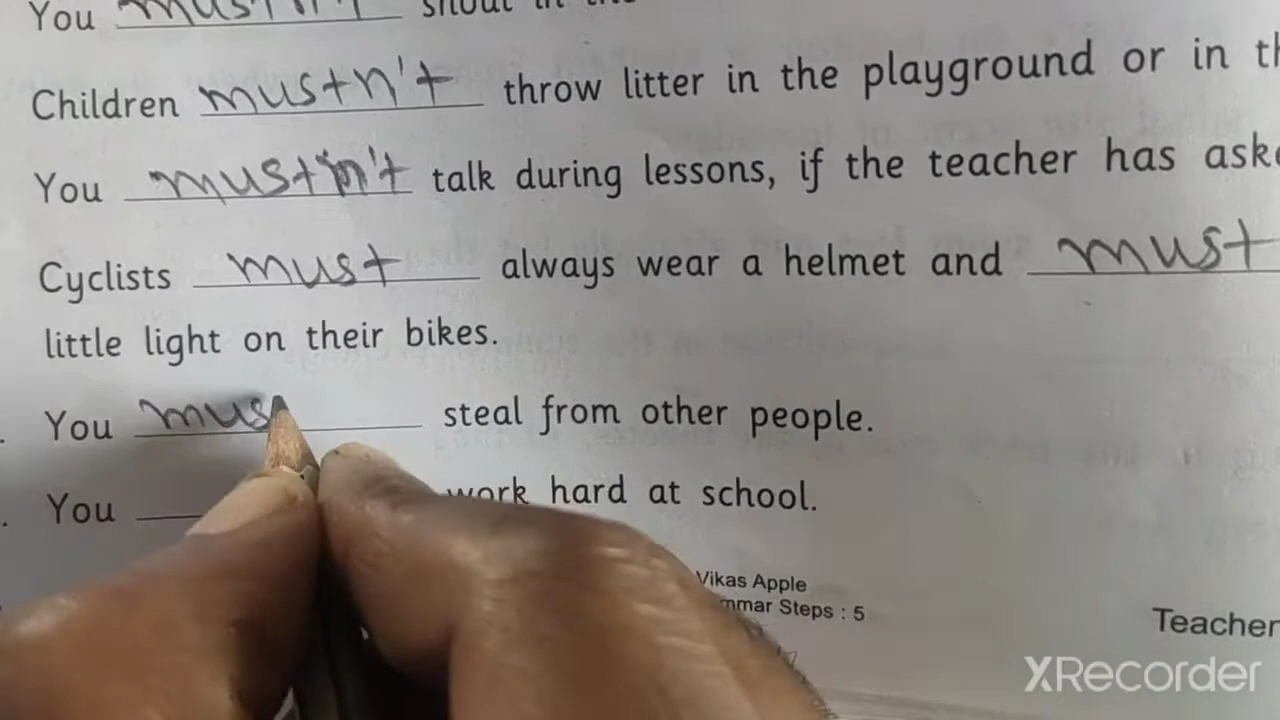 You mustn't shout in the
Children mustn't throw litter in the playground or in
You mustn't talk during lessons, if the teacher has
Cyclists must always wear a helmet and must
little light on their bikes.
You mus steal from other people.
You work hard at school.
Vikas Apple
Steps : 5
Teacher
XRecorder